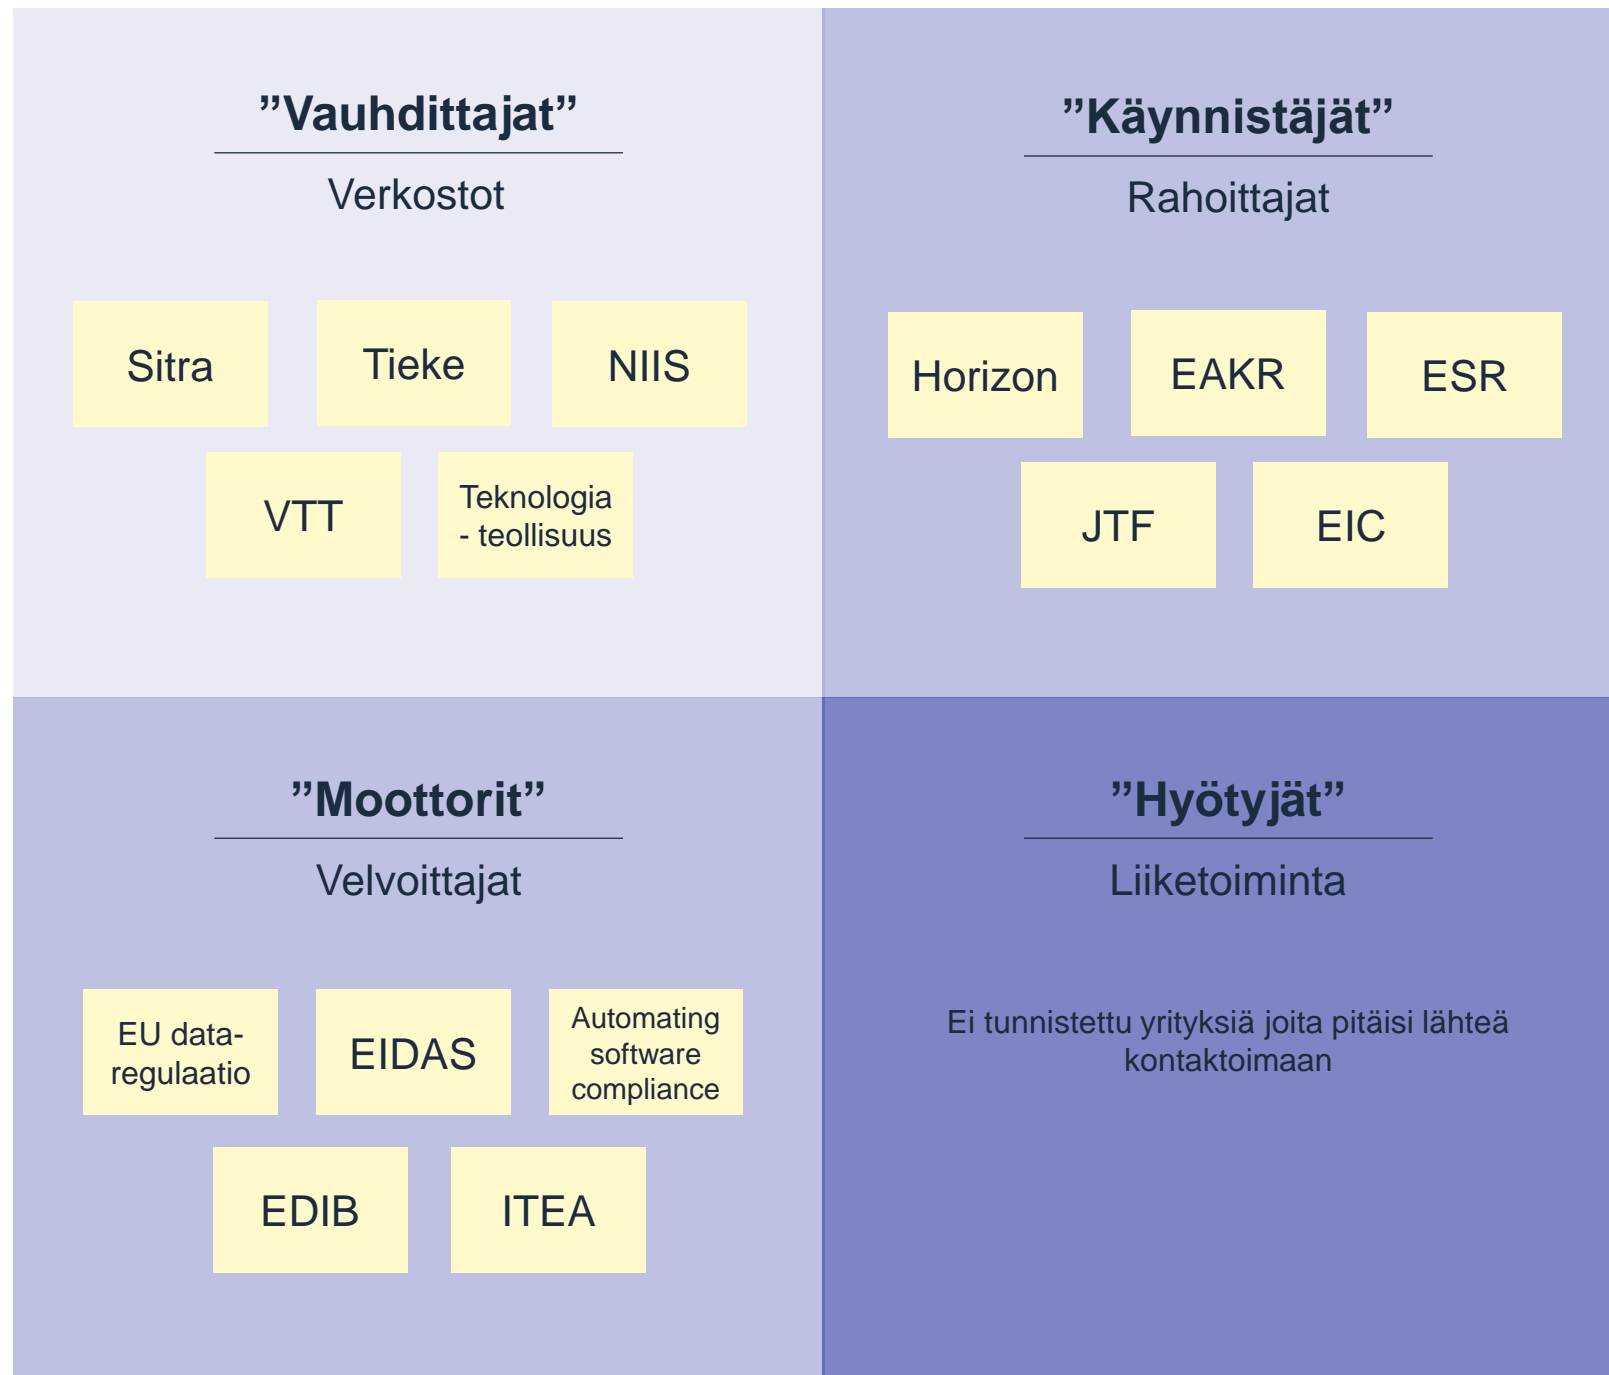 ”Vauhdittajat”
Verkostot
Sitra
Tieke
NIIS
VTT
Teknologia
- teollisuus
”Käynnistäjät”
Rahoittajat
Horizon
EAKR
ESR
JTF
EIC
”Moottorit”
Velvoittajat
EU data-
regulaatio
EIDAS
Automating
software
compliance
EDIB
ITEA
”Hyötyjät”
Liiketoiminta
Ei tunnistettu yrityksiä joita pitäisi lähteä
kontaktoimaan